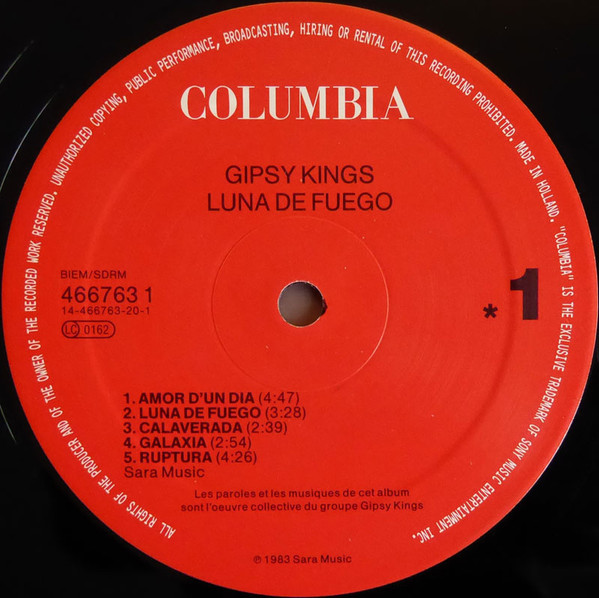 ALL RIGHTS OF THE PRODUCER AND OF THE OWNER OF THE RECORDED WORK RESERVED. UNAUTHORIZED COPYING, PUBLIC PERFORMANCE, BROADCASTING, HIRING OR RENTAL OF THIS RECORDING PROHIBITED. MADE IN HOLLAND. "COLUMBIA" IS THE EXCLUSIVE TRADEMARK OF SONY MUSIC ENTERTAINMENT INC.
COLUMBIA
GIPSY KINGS
LUNA DE FUEGO
BIEM/SDRM
466763 1
14-466763-20-1
LC 0162
* 1
1. AMOR D'UN DIA (4:47)
2. LUNA DE FUEGO (3:28)
3. CALAVERADA (2:39)
4. GALAXIA (2:54)
5. RUPTURA (4:26)
Sara Music
Les paroles et les musiques de cet album
sont l'oeuvre collective du groupe Gipsy Kings
℗ 1983 Sara Music